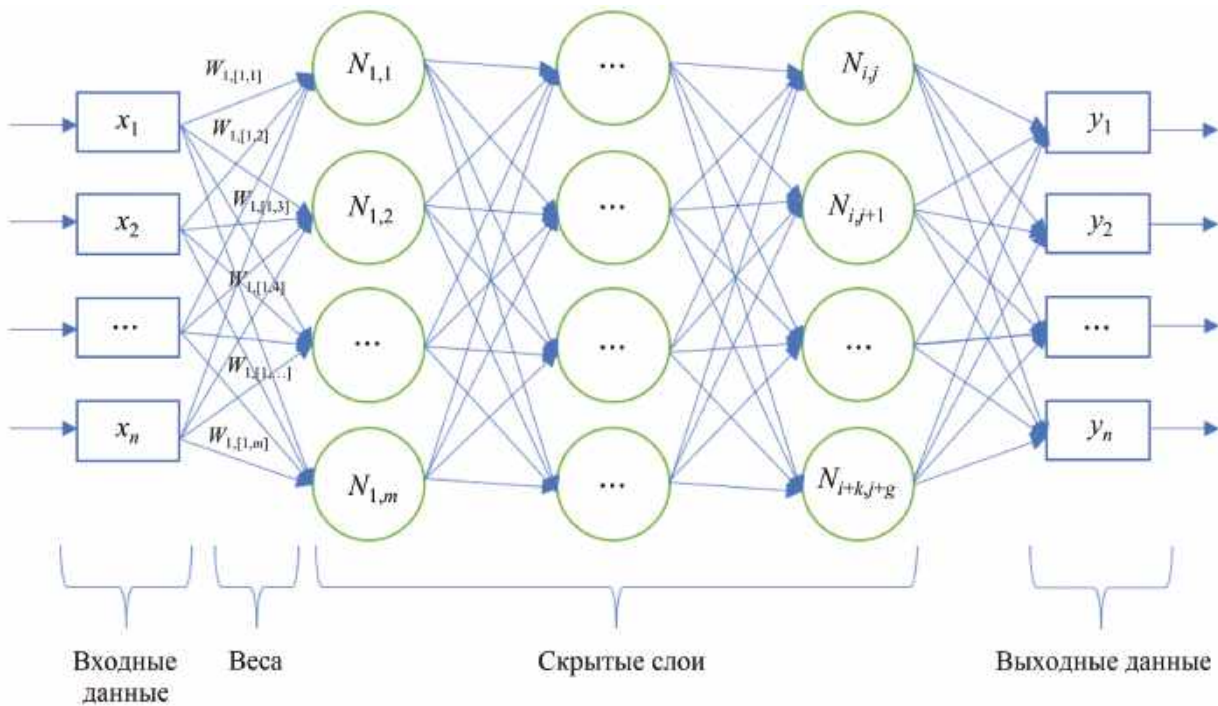 W1,[1,1]
N1,1
...
Ni,j
x1
W1,[1,2]
y1
W1,[1,3]
N1,2
...
Ni,j+1
x2
y2
W1,[1,4]
...
...
W1,[1,...]
...
...
...
xn
W1,[1,m]
yn
N1,m
...
Ni+k,j+g
Входные
данные
Веса
Скрытые слои
Выходные данные